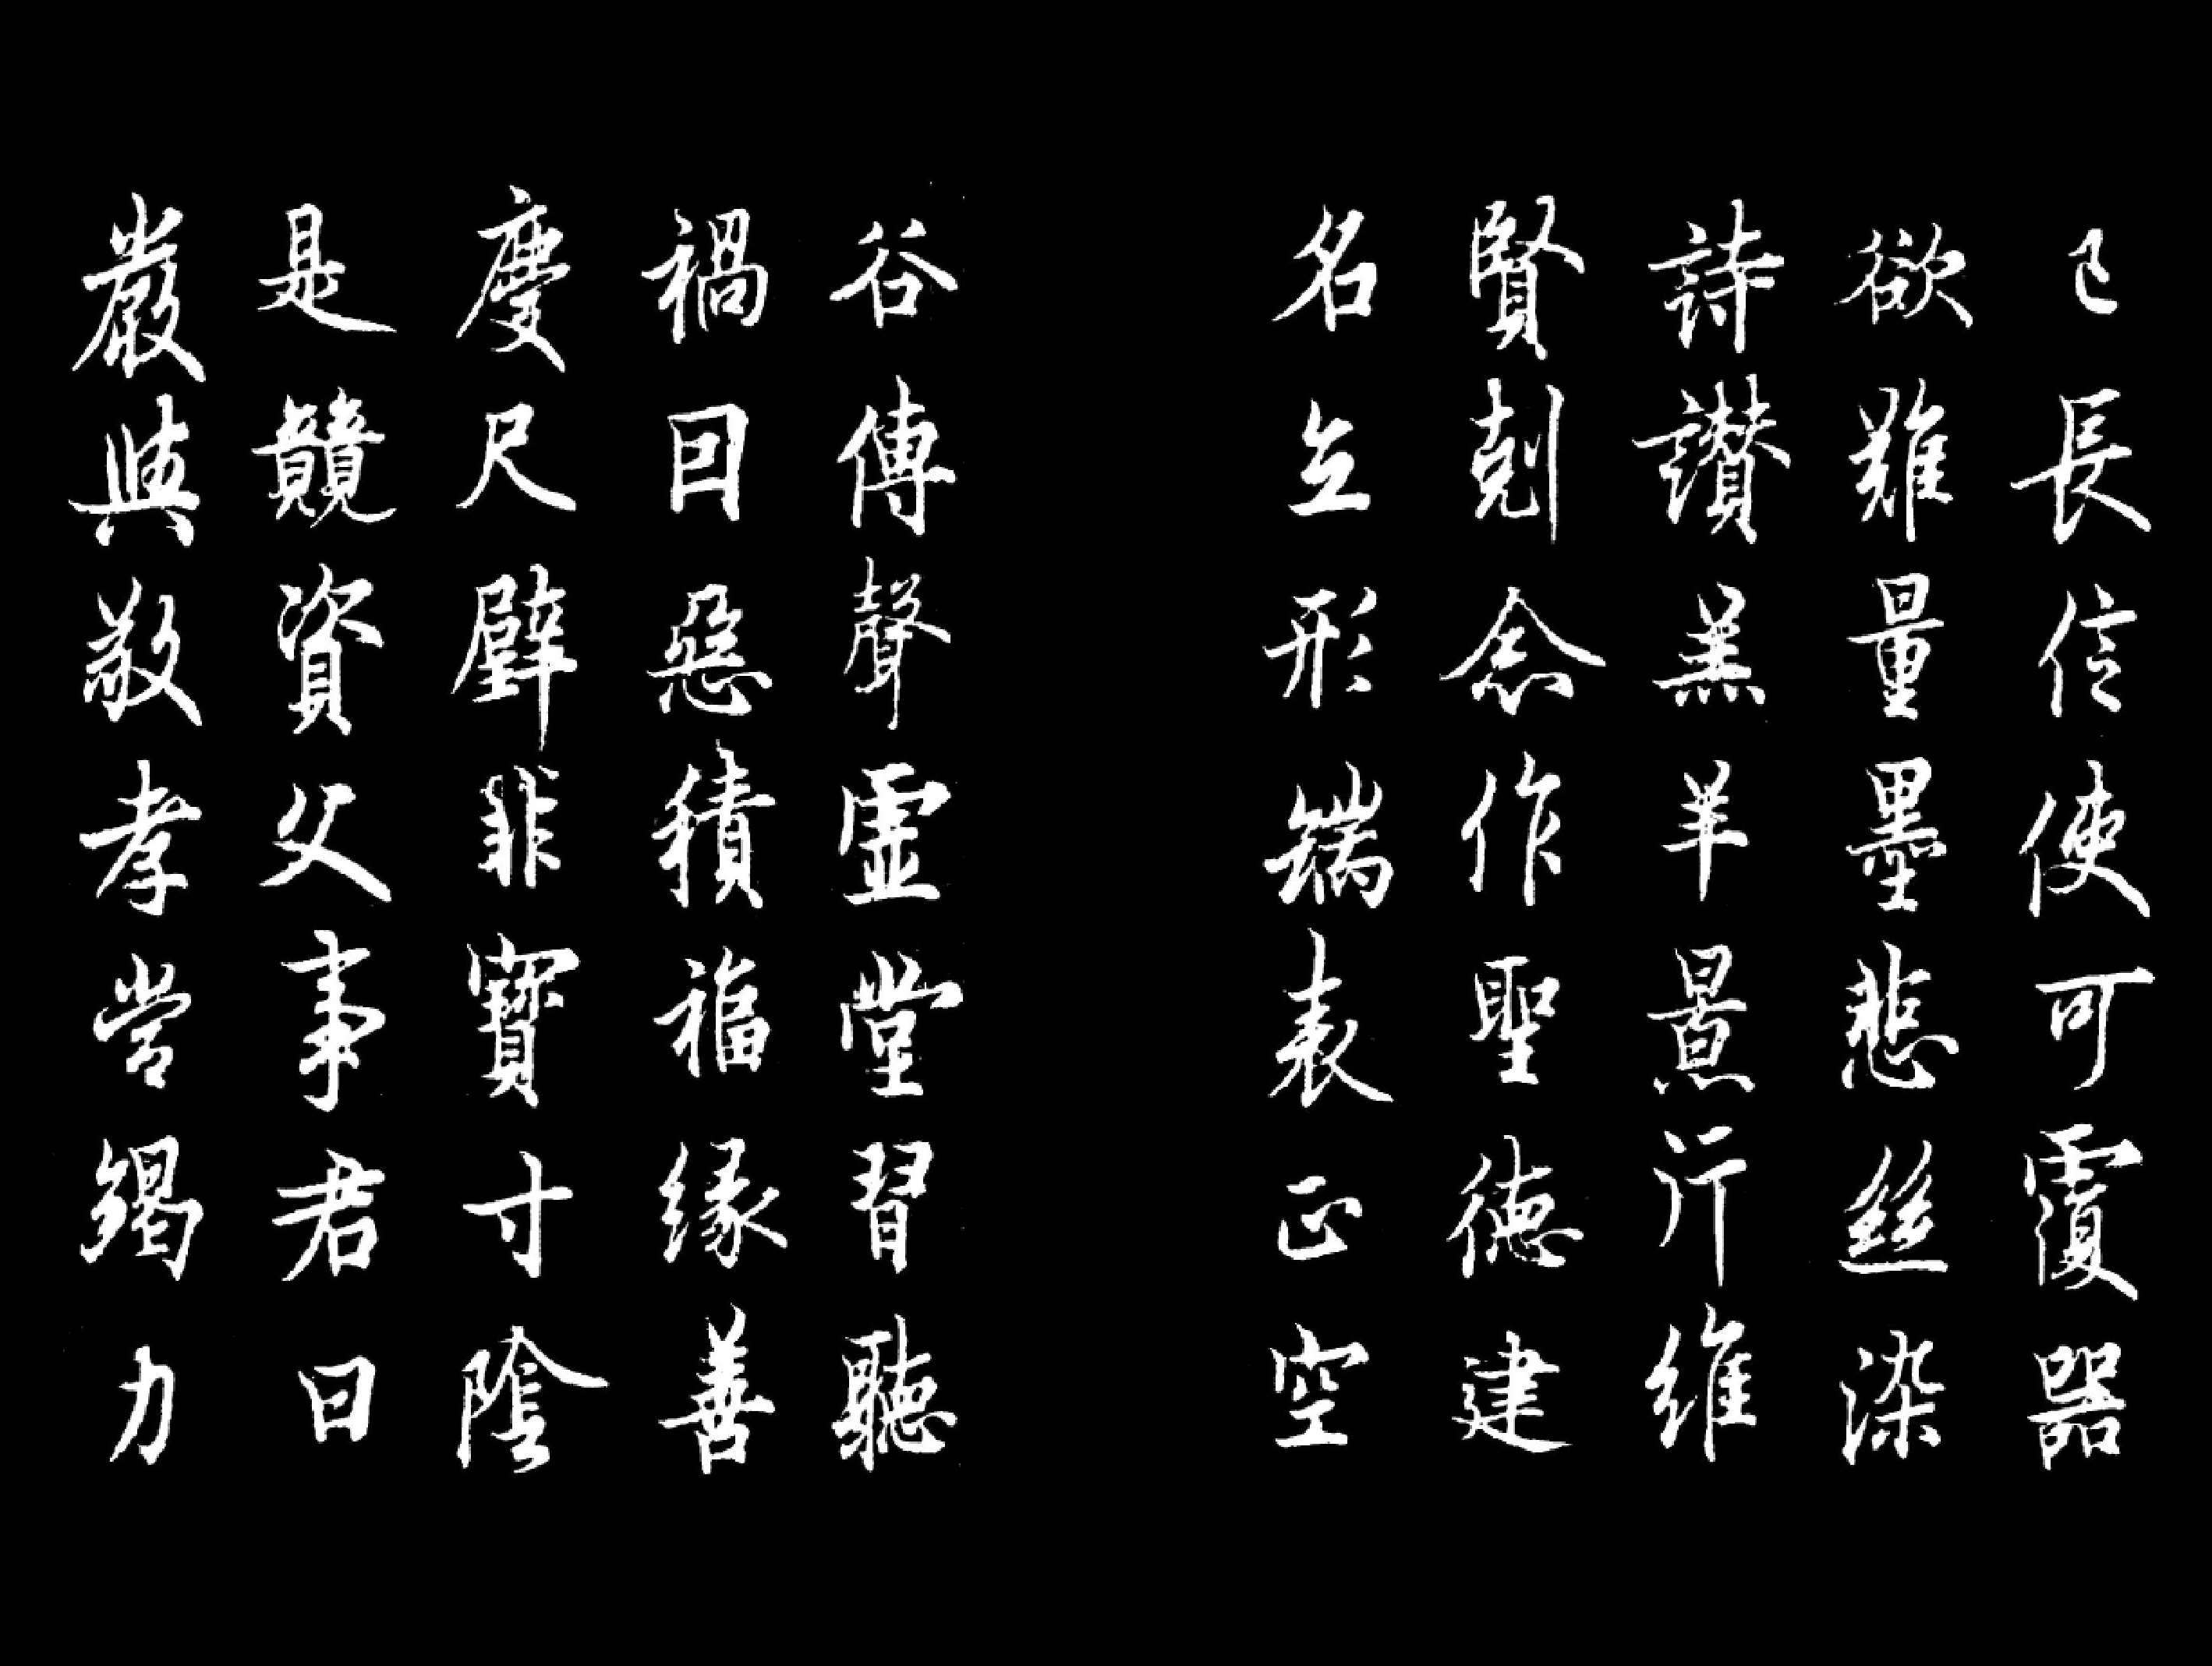 己長信使可覆器
欲難量墨悲絲染
詩讚羔羊景行維
賢剋念作聖德建
名立形端表正空
谷傳聲虛堂習聽
禍因惡積福緣善
慶尺璧非寶寸陰
是競資父事君曰
嚴與敬孝當竭力